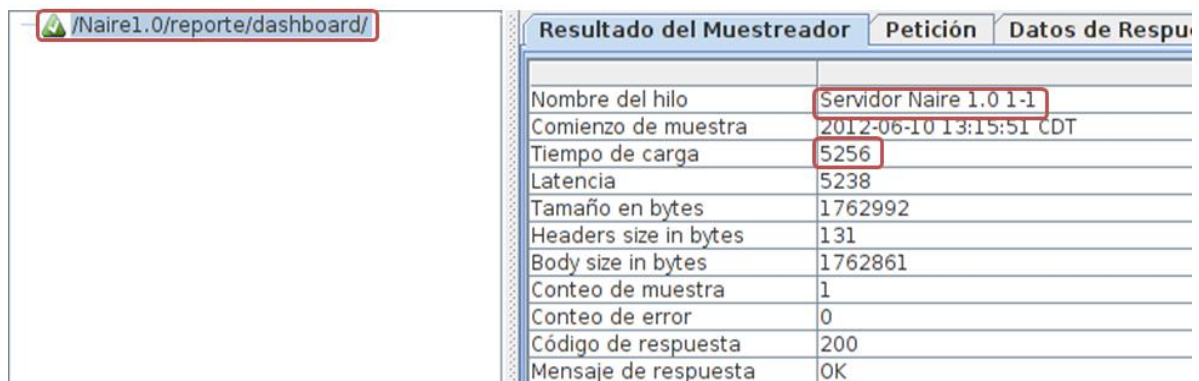 /Naire1.0/reporte/dashboard/
Resultado del Muestreador Petición Datos de Respu
Nombre del hilo Servidor Naire 1.0 1-1
Comienzo de muestra 2012-06-10 13:15:51 CDT
Tiempo de carga 5256
Latencia 5238
Tamaño en bytes 1762992
Headers size in bytes 131
Body size in bytes 1762861
Conteo de muestra 1
Conteo de error 0
Código de respuesta 200
Mensaje de respuesta OK